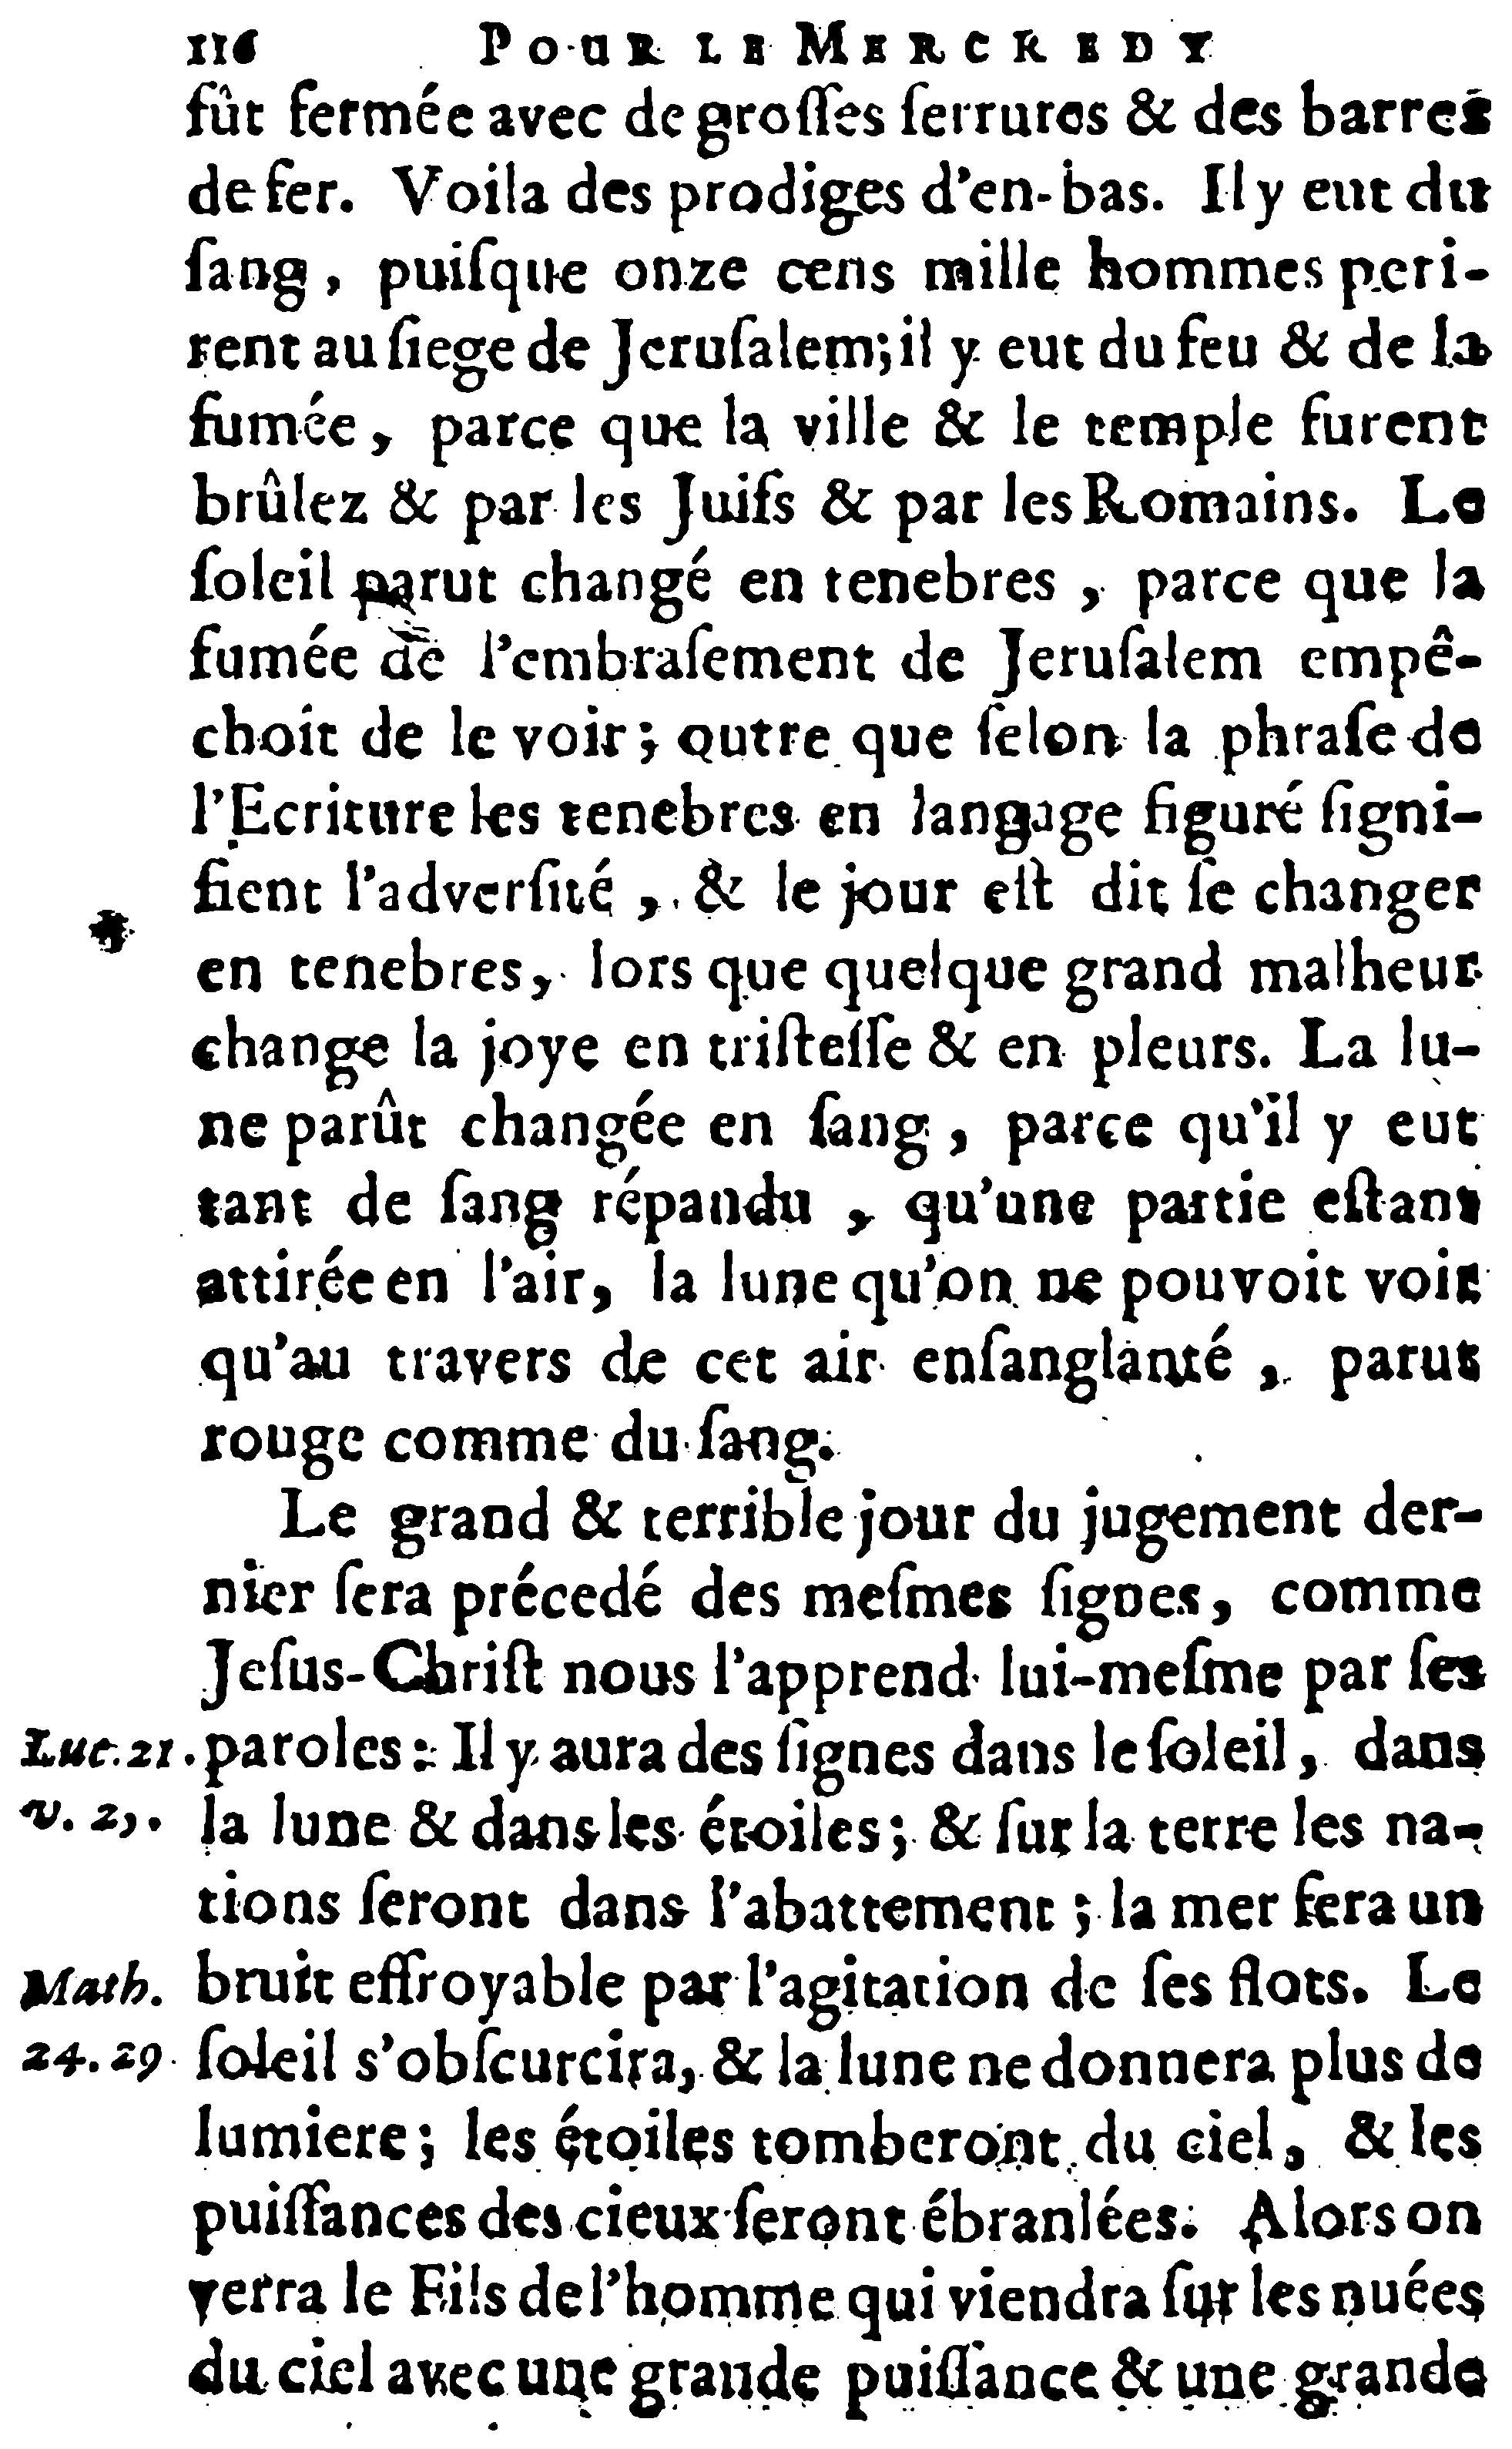 116 POUR LE MERCREDY
fût fermée avec de groſſes ſerrures & des barres
de fer. Voila des prodiges d'en-bas. Il y eut du
ſang, puiſque onze cens mille hommes peri-
rent au ſiege de Jeruſalem; il y eut du feu & de la
fumée, parce que la ville & le temple furent
brûlez & par les Juifs & par les Romains. Le
ſoleil parut changé en tenebres, parce que la
fumée de l'embraſement de Jeruſalem empê-
choit de le voir; outre que ſelon la phraſe de
l'Ecriture les tenebres en langage figuré ſigni-
fient l'adverſité, & le jour eſt dit ſe changer
en tenebres, lors que quelque grand malheur
change la joye en triſteſſe & en pleurs. La lu-
ne parût changée en ſang, parce qu'il y eut
tant de ſang répandu, qu'une partie eſtant
attirée en l'air, la lune qu'on ne pouvoit voir
qu'au travers de cet air enſanglanté, parut
rouge comme du ſang.
Le grand & terrible jour du jugement der-
nier ſera précedé des meſmes ſignes, comme
Jeſus-Chriſt nous l'apprend lui-meſme par ſes
Luc. 21. paroles: Il y aura des ſignes dans le ſoleil, dans
v. 25. la lune & dans les étoiles; & ſur la terre les na-
tions ſeront dans l'abattement; la mer fera un
Math. bruit effroyable par l'agitation de ſes flots. Le
24. 29 ſoleil s'obſcurcira, & la lune ne donnera plus de
lumiere; les étoiles tomberont du ciel, & les
puiſſances des cieux ſeront ébranlées. Alors on
verra le Fils de l'homme qui viendra ſur les nuées
du ciel avec une grande puiſſance & une grande